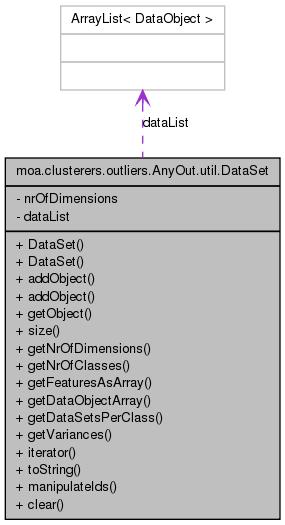 ArrayList< DataObject >
dataList
moa.clusterers.outliers.AnyOut.util.DataSet
- nrOfDimensions
- dataList
+ DataSet()
+ DataSet()
+ addObject()
+ addObject()
+ getObject()
+ size()
+ getNrOfDimensions()
+ getNrOfClasses()
+ getFeaturesAsArray()
+ getDataObjectArray()
+ getDataSetsPerClass()
+ getVariances()
+ iterator()
+ toString()
+ manipulateIds()
+ clear()